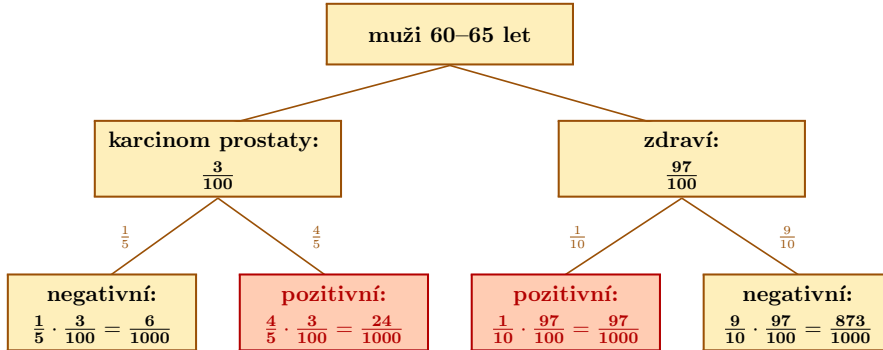 muži 60–65 let
karcinom prostaty:
3/100
zdraví:
97/100
1/5
4/5
1/10
9/10
negativní:
1/5 · 3/100 = 6/1000
pozitivní:
4/5 · 3/100 = 24/1000
pozitivní:
1/10 · 97/100 = 97/1000
negativní:
9/10 · 97/100 = 873/1000